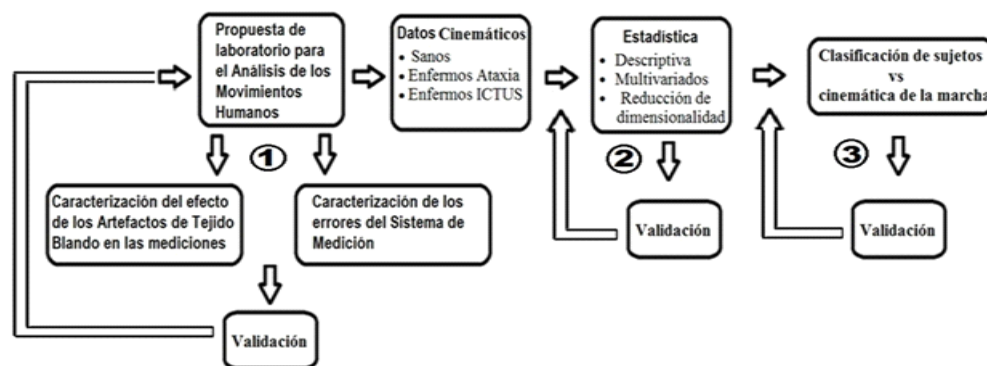 Propuesta de
laboratorio para
el Análisis de los
Movimientos
Humanos
Datos Cinemáticos
• Sanos
• Enfermos Ataxia
• Enfermos ICTUS
Estadística
• Descriptiva
• Multivariados
• Reducción de
dimensionalidad
Clasificación de sujetos
vs
cinemática de la marcha
1
2
3
Caracterización del efecto
de los Artefactos de Tejido
Blando en las mediciones
Caracterización de los
errores del Sistema de
Medición
Validación
Validación
Validación